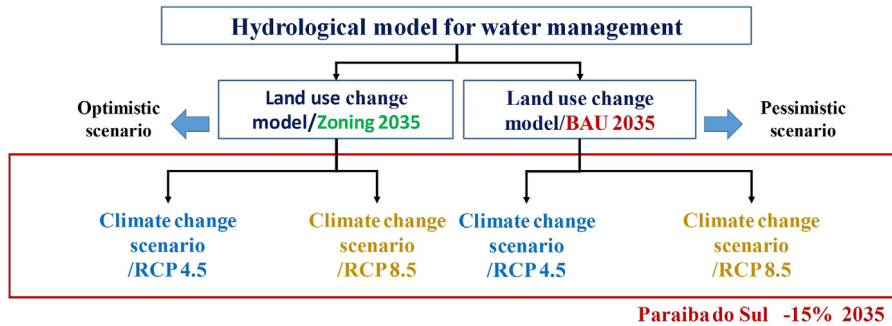 Hydrological model for water management
Optimistic
scenario
Land use change
model/Zoning 2035
Land use change
model/BAU 2035
Pessimistic
scenario
Climate change
scenario
/RCP 4.5
Climate change
scenario
/RCP 8.5
Climate change
scenario
/RCP 4.5
Climate change
scenario
/RCP 8.5
Paraiba do Sul -15% 2035